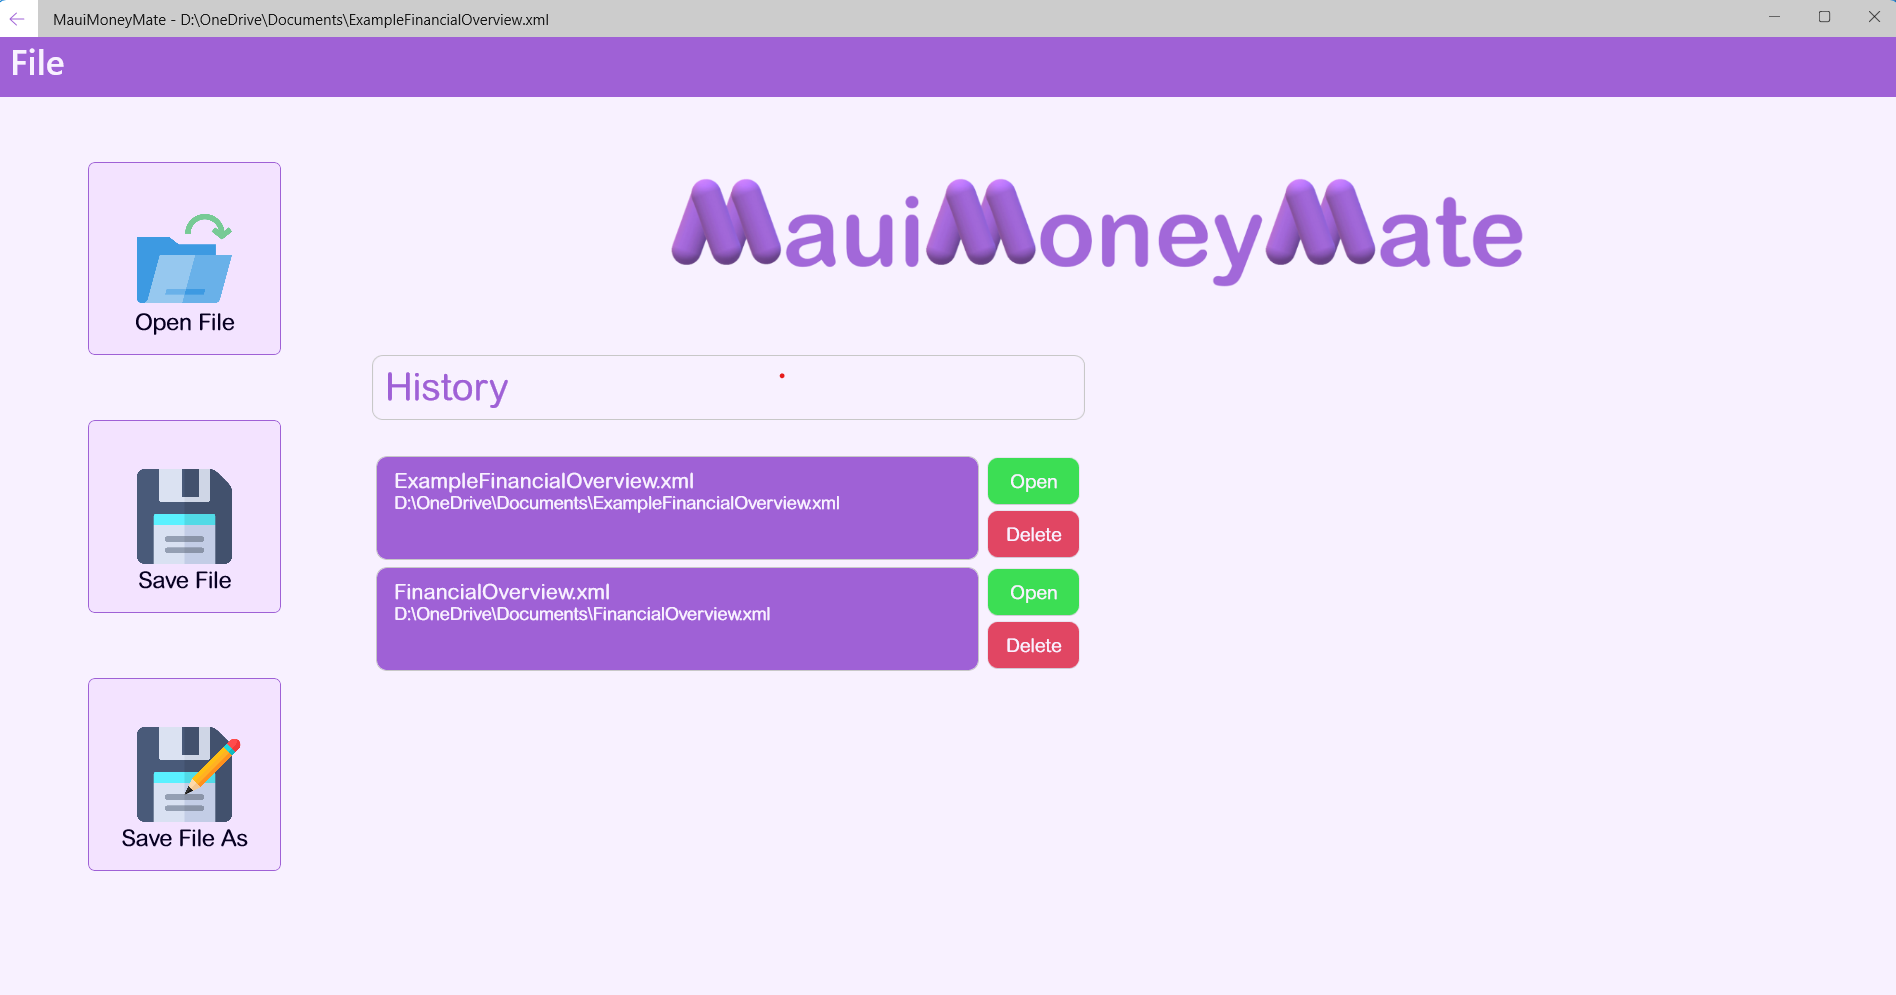 MauiMoneyMate - D:\OneDrive\Documents\ExampleFinancialOverview.xml
File
MauiMoneyMate
Open File
History
ExampleFinancialOverview.xml
D:\OneDrive\Documents\ExampleFinancialOverview.xml
Open
Delete
Save File
FinancialOverview.xml
D:\OneDrive\Documents\FinancialOverview.xml
Open
Delete
Save File As